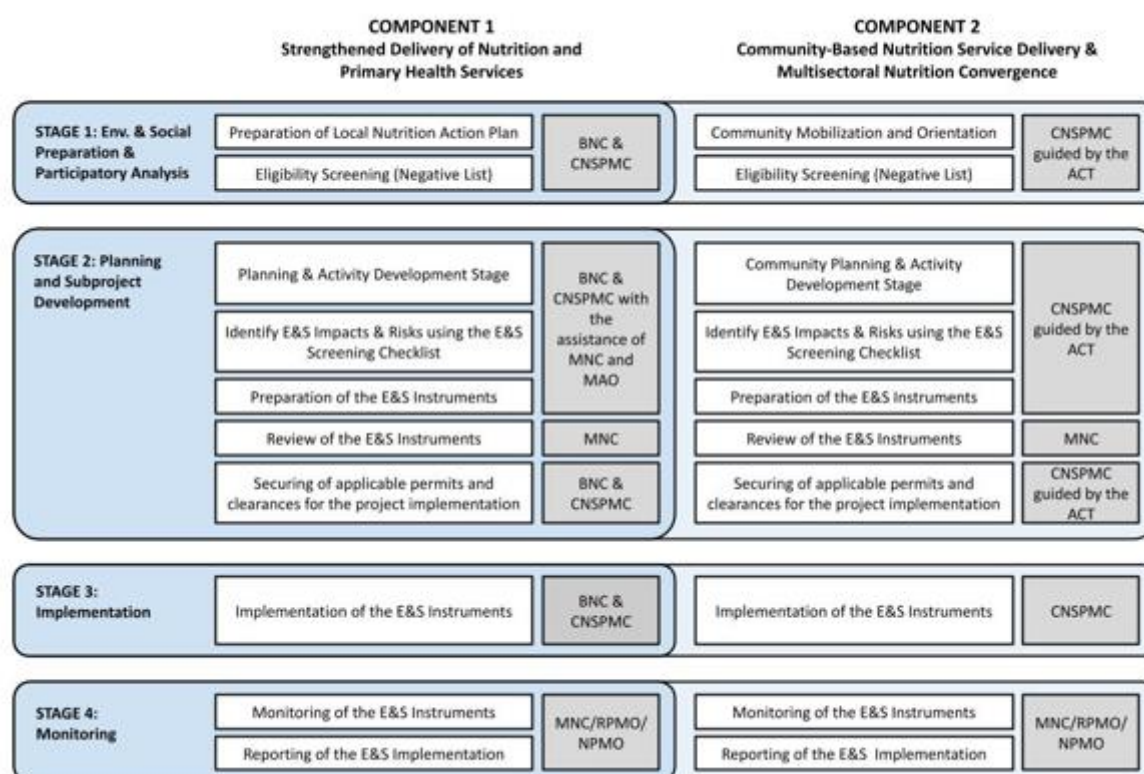 COMPONENT 1
Strengthened Delivery of Nutrition and
Primary Health Services
COMPONENT 2
Community-Based Nutrition Service Delivery &
Multisectoral Nutrition Convergence
STAGE 1: Env. & Social
Preparation &
Participatory Analysis
Preparation of Local Nutrition Action Plan
Eligibility Screening (Negative List)
BNC &
CNSPMC
Community Mobilization and Orientation
Eligibility Screening (Negative List)
CNSPMC
guided by the
ACT
STAGE 2: Planning
and Subproject
Development
Planning & Activity Development Stage
Identify E&S Impacts & Risks using the E&S
Screening Checklist
Preparation of the E&S Instruments
BNC &
CNSPMC with
the
assistance of
MNC and
MAO
Review of the E&S Instruments
MNC
Securing of applicable permits and
clearances for the project implementation
BNC &
CNSPMC
Community Planning & Activity
Development Stage
Identify E&S Impacts & Risks using the E&S
Screening Checklist
Preparation of the E&S Instruments
CNSPMC
guided by the
ACT
Review of the E&S Instruments
MNC
Securing of applicable permits and
clearances for the project implementation
CNSPMC
guided by the
ACT
STAGE 3:
Implementation
Implementation of the E&S Instruments
BNC &
CNSPMC
Implementation of the E&S Instruments
CNSPMC
STAGE 4:
Monitoring
Monitoring of the E&S Instruments
Reporting of the E&S Implementation
MNC/RPMO/
NPMO
Monitoring of the E&S Instruments
Reporting of the E&S Implementation
MNC/RPMO/
NPMO